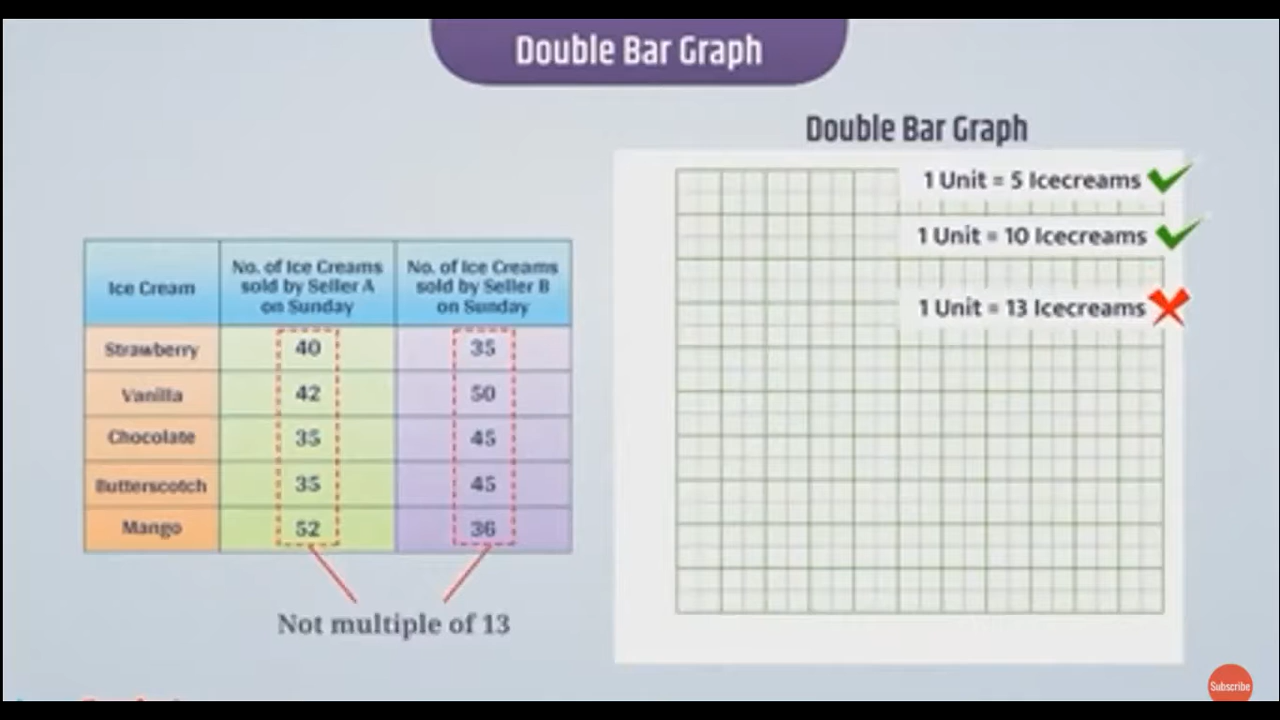 Double Bar Graph
Double Bar Graph
1 Unit = 5 Icecreams
1 Unit = 10 Icecreams
1 Unit = 13 Icecreams
Ice Cream
No. of Ice Creams
sold by Seller A
on Sunday
No. of Ice Creams
sold by Seller B
on Sunday
Strawberry 40 35
Vanilla 42 50
Chocolate 35 45
Butterscotch 35 45
Mango 52 36
Not multiple of 13
Subscribe